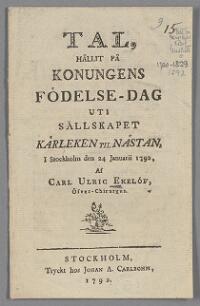 TAL,
HÅLLIT PÅ
KONUNGENS
FÖDELSE-DAG
UTI
SÄLLSKAPET
KÄRLEKEN TIL NÄSTAN,
I Stockholm den 24 Januarii 1792,
Af
CARL ULRIC EKELÖF,
Öfver-Chirurgus.
STOCKHOLM,
Tryckt hos JOHAN A. CARLBOHM,
1792.
15